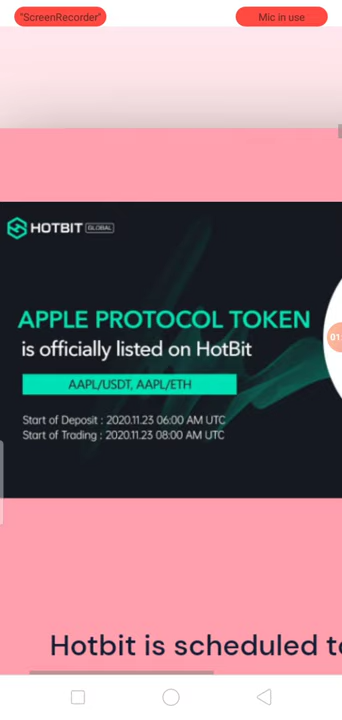 "ScreenRecorder"
Mic in use
HOTBIT GLOBAL
APPLE PROTOCOL TOKEN
is officially listed on HotBit
AAPL/USDT, AAPL/ETH
Start of Deposit : 2020.11.23 06:00 AM UTC
Start of Trading : 2020.11.23 08:00 AM UTC
Hotbit is scheduled